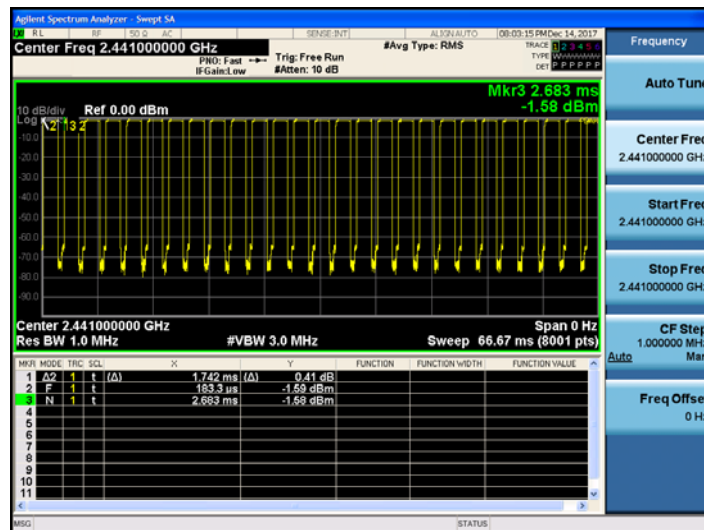 Agilent Spectrum Analyzer - Swept SA
RL RF 50 Ω AC SENSE:INT ALIGN AUTO 08:03:15 PM Dec 14, 2017
Center Freq 2.441000000 GHz
#Avg Type: RMS
TRACE 1 2 3 4 5 6
TYPE
DET P P P P P P
PNO: Fast
IFGain:Low
Trig: Free Run
#Atten: 10 dB
Mkr3 2.683 ms
-1.58 dBm
10 dB/div
Log
Ref 0.00 dBm
-10.0
-20.0
-30.0
-40.0
-50.0
-60.0
-70.0
-80.0
-90.0
Center 2.441000000 GHz
Span 0 Hz
Res BW 1.0 MHz
#VBW 3.0 MHz
Sweep 66.67 ms (8001 pts)
MKR MODE TRC SCL X Y FUNCTION FUNCTION WIDTH FUNCTION VALUE
1 Δ2 1 t (Δ) 1.742 ms (Δ) 0.41 dB
2 F 1 t 183.3 µs -1.59 dBm
3 N 1 t 2.683 ms -1.58 dBm
4
5
6
7
8
9
10
11
MSG
STATUS
Frequency
Auto Tune
Center Freq
2.441000000 GHz
Start Freq
2.441000000 GHz
Stop Freq
2.441000000 GHz
CF Step
1.000000 MHz
Auto Man
Freq Offset
0 Hz